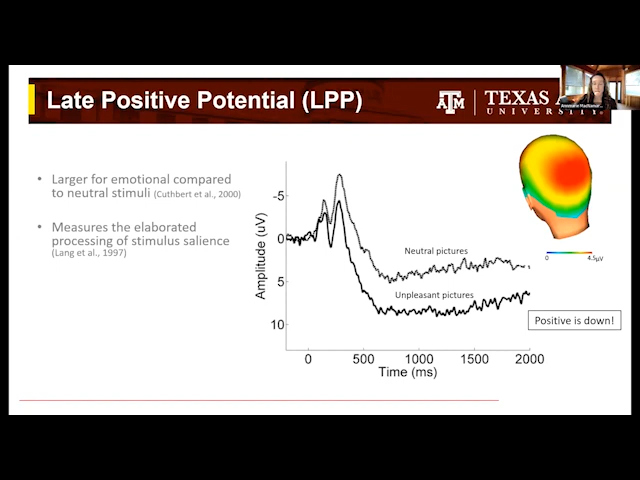 Late Positive Potential (LPP)
ATM
TEXAS A
UNIVERSITY
• Larger for emotional compared
to neutral stimuli (Cuthbert et al., 2000)
• Measures the elaborated
processing of stimulus salience
(Lang et al., 1997)
Amplitude (uV)
-5
0
5
10
Neutral pictures
Unpleasant pictures
0
500
1000
1500
2000
Time (ms)
0
4.5µV
Positive is down!